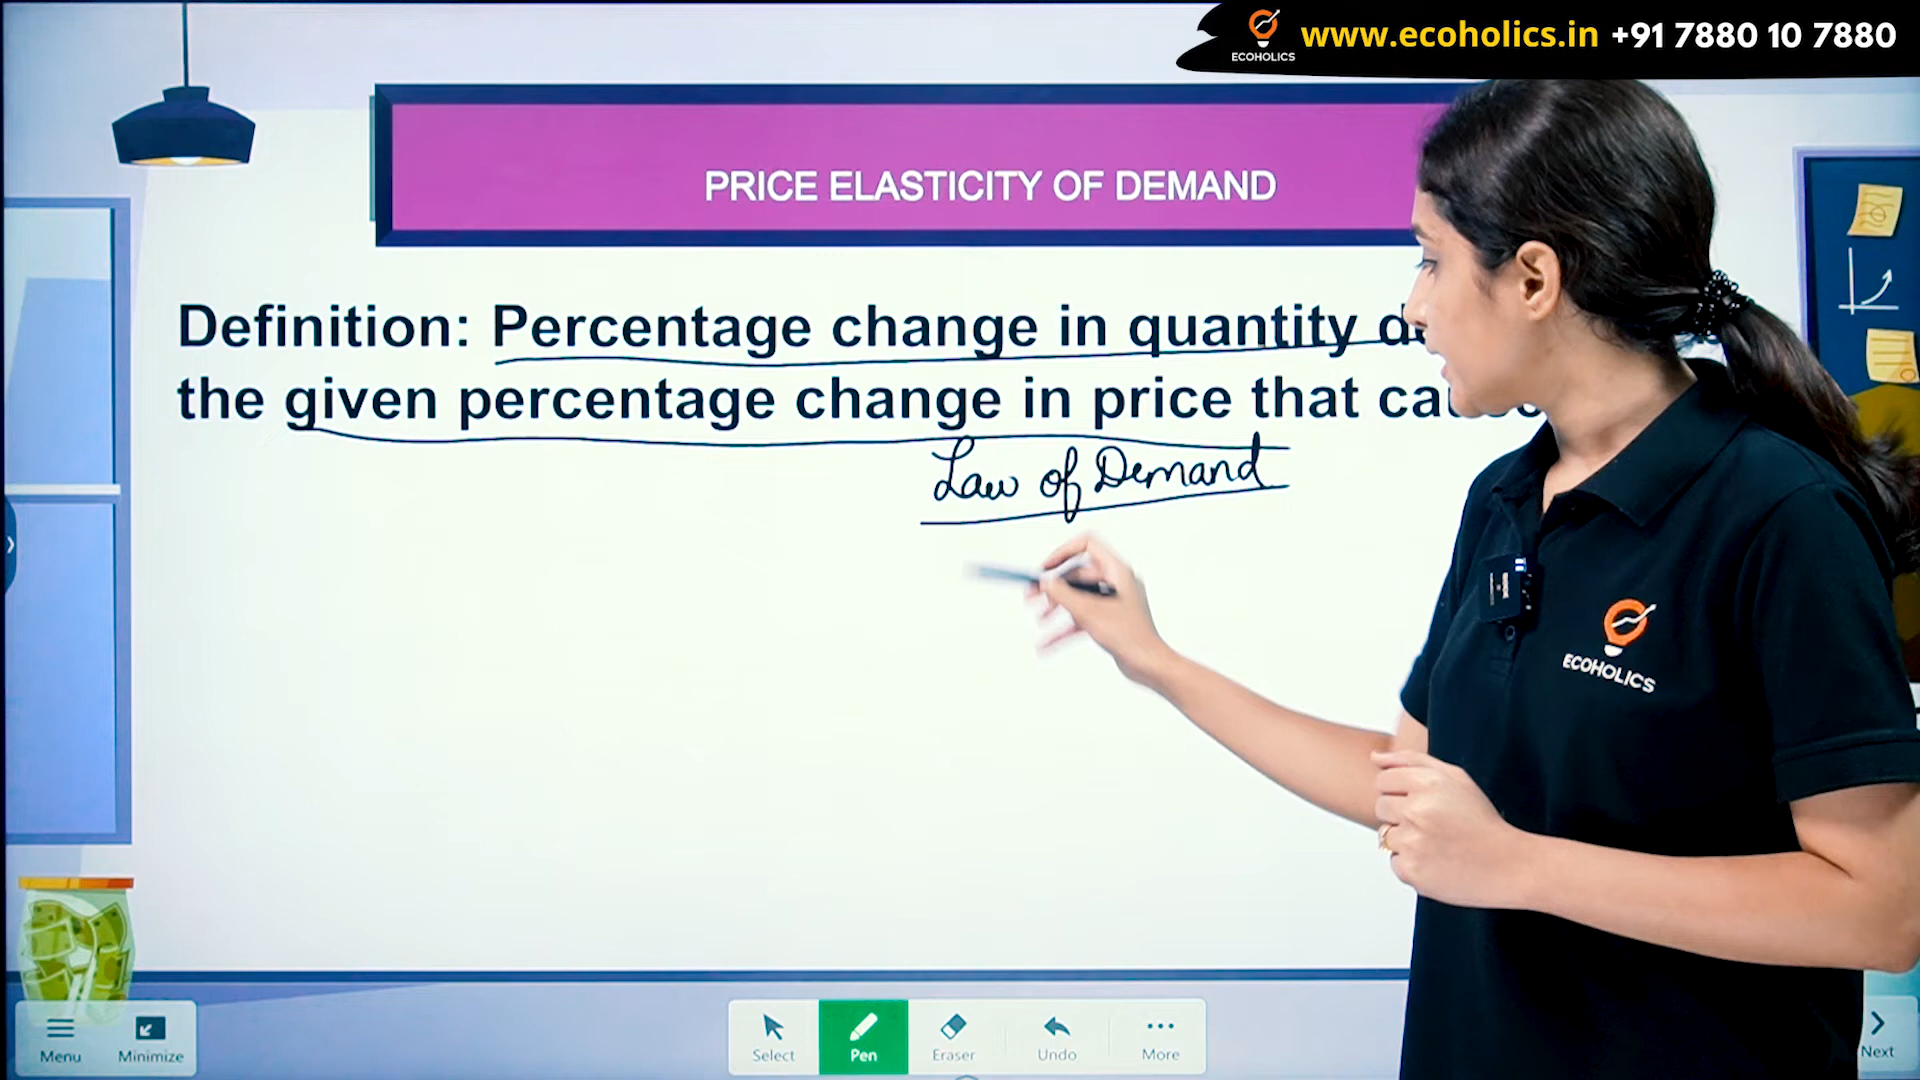 ECOHOLICS
www.ecoholics.in +91 7880 10 7880
PRICE ELASTICITY OF DEMAND
Definition: Percentage change in quantity
the given percentage change in price that
Law of Demand
ECOHOLICS
Menu
Minimize
Select
Pen
Eraser
Undo
More
Next